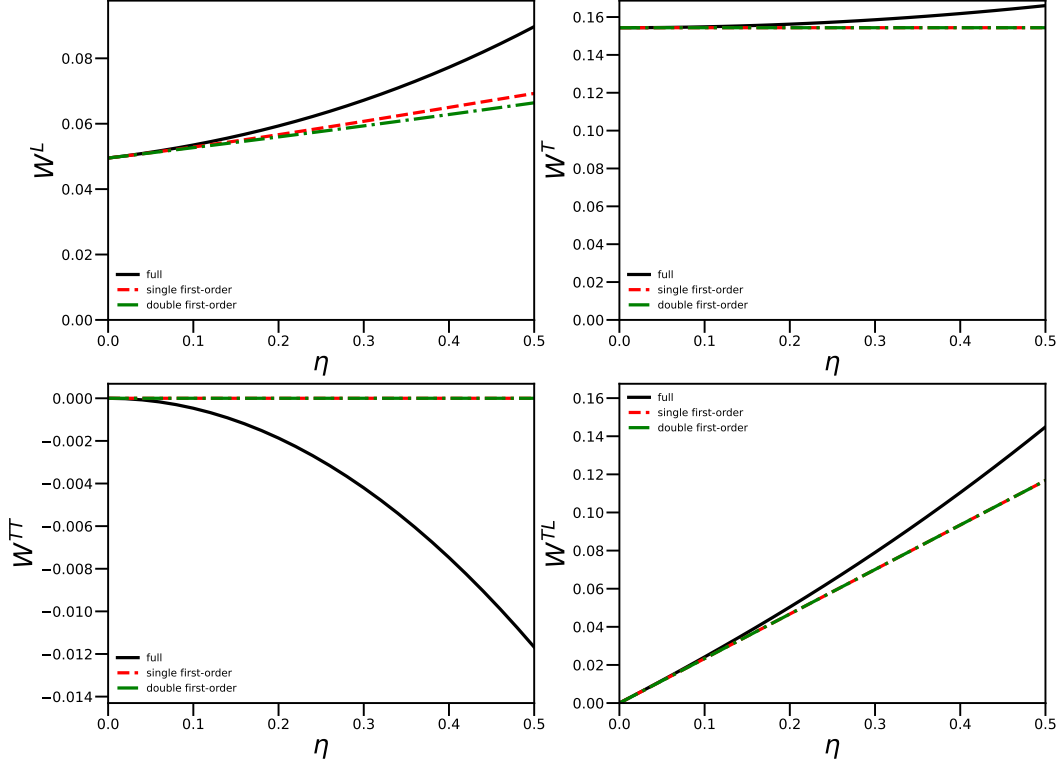 0.08
0.06
0.04
0.02
0.00
W^L
full
single first-order
double first-order
0.0 0.1 0.2 0.3 0.4 0.5
η
0.16
0.14
0.12
0.10
0.08
0.06
0.04
0.02
0.00
W^T
full
single first-order
double first-order
0.0 0.1 0.2 0.3 0.4 0.5
η
0.000
−0.002
−0.004
−0.006
−0.008
−0.010
−0.012
−0.014
W^{TT}
full
single first-order
double first-order
0.0 0.1 0.2 0.3 0.4 0.5
η
0.16
0.14
0.12
0.10
0.08
0.06
0.04
0.02
0.00
W^{TL}
full
single first-order
double first-order
0.0 0.1 0.2 0.3 0.4 0.5
η